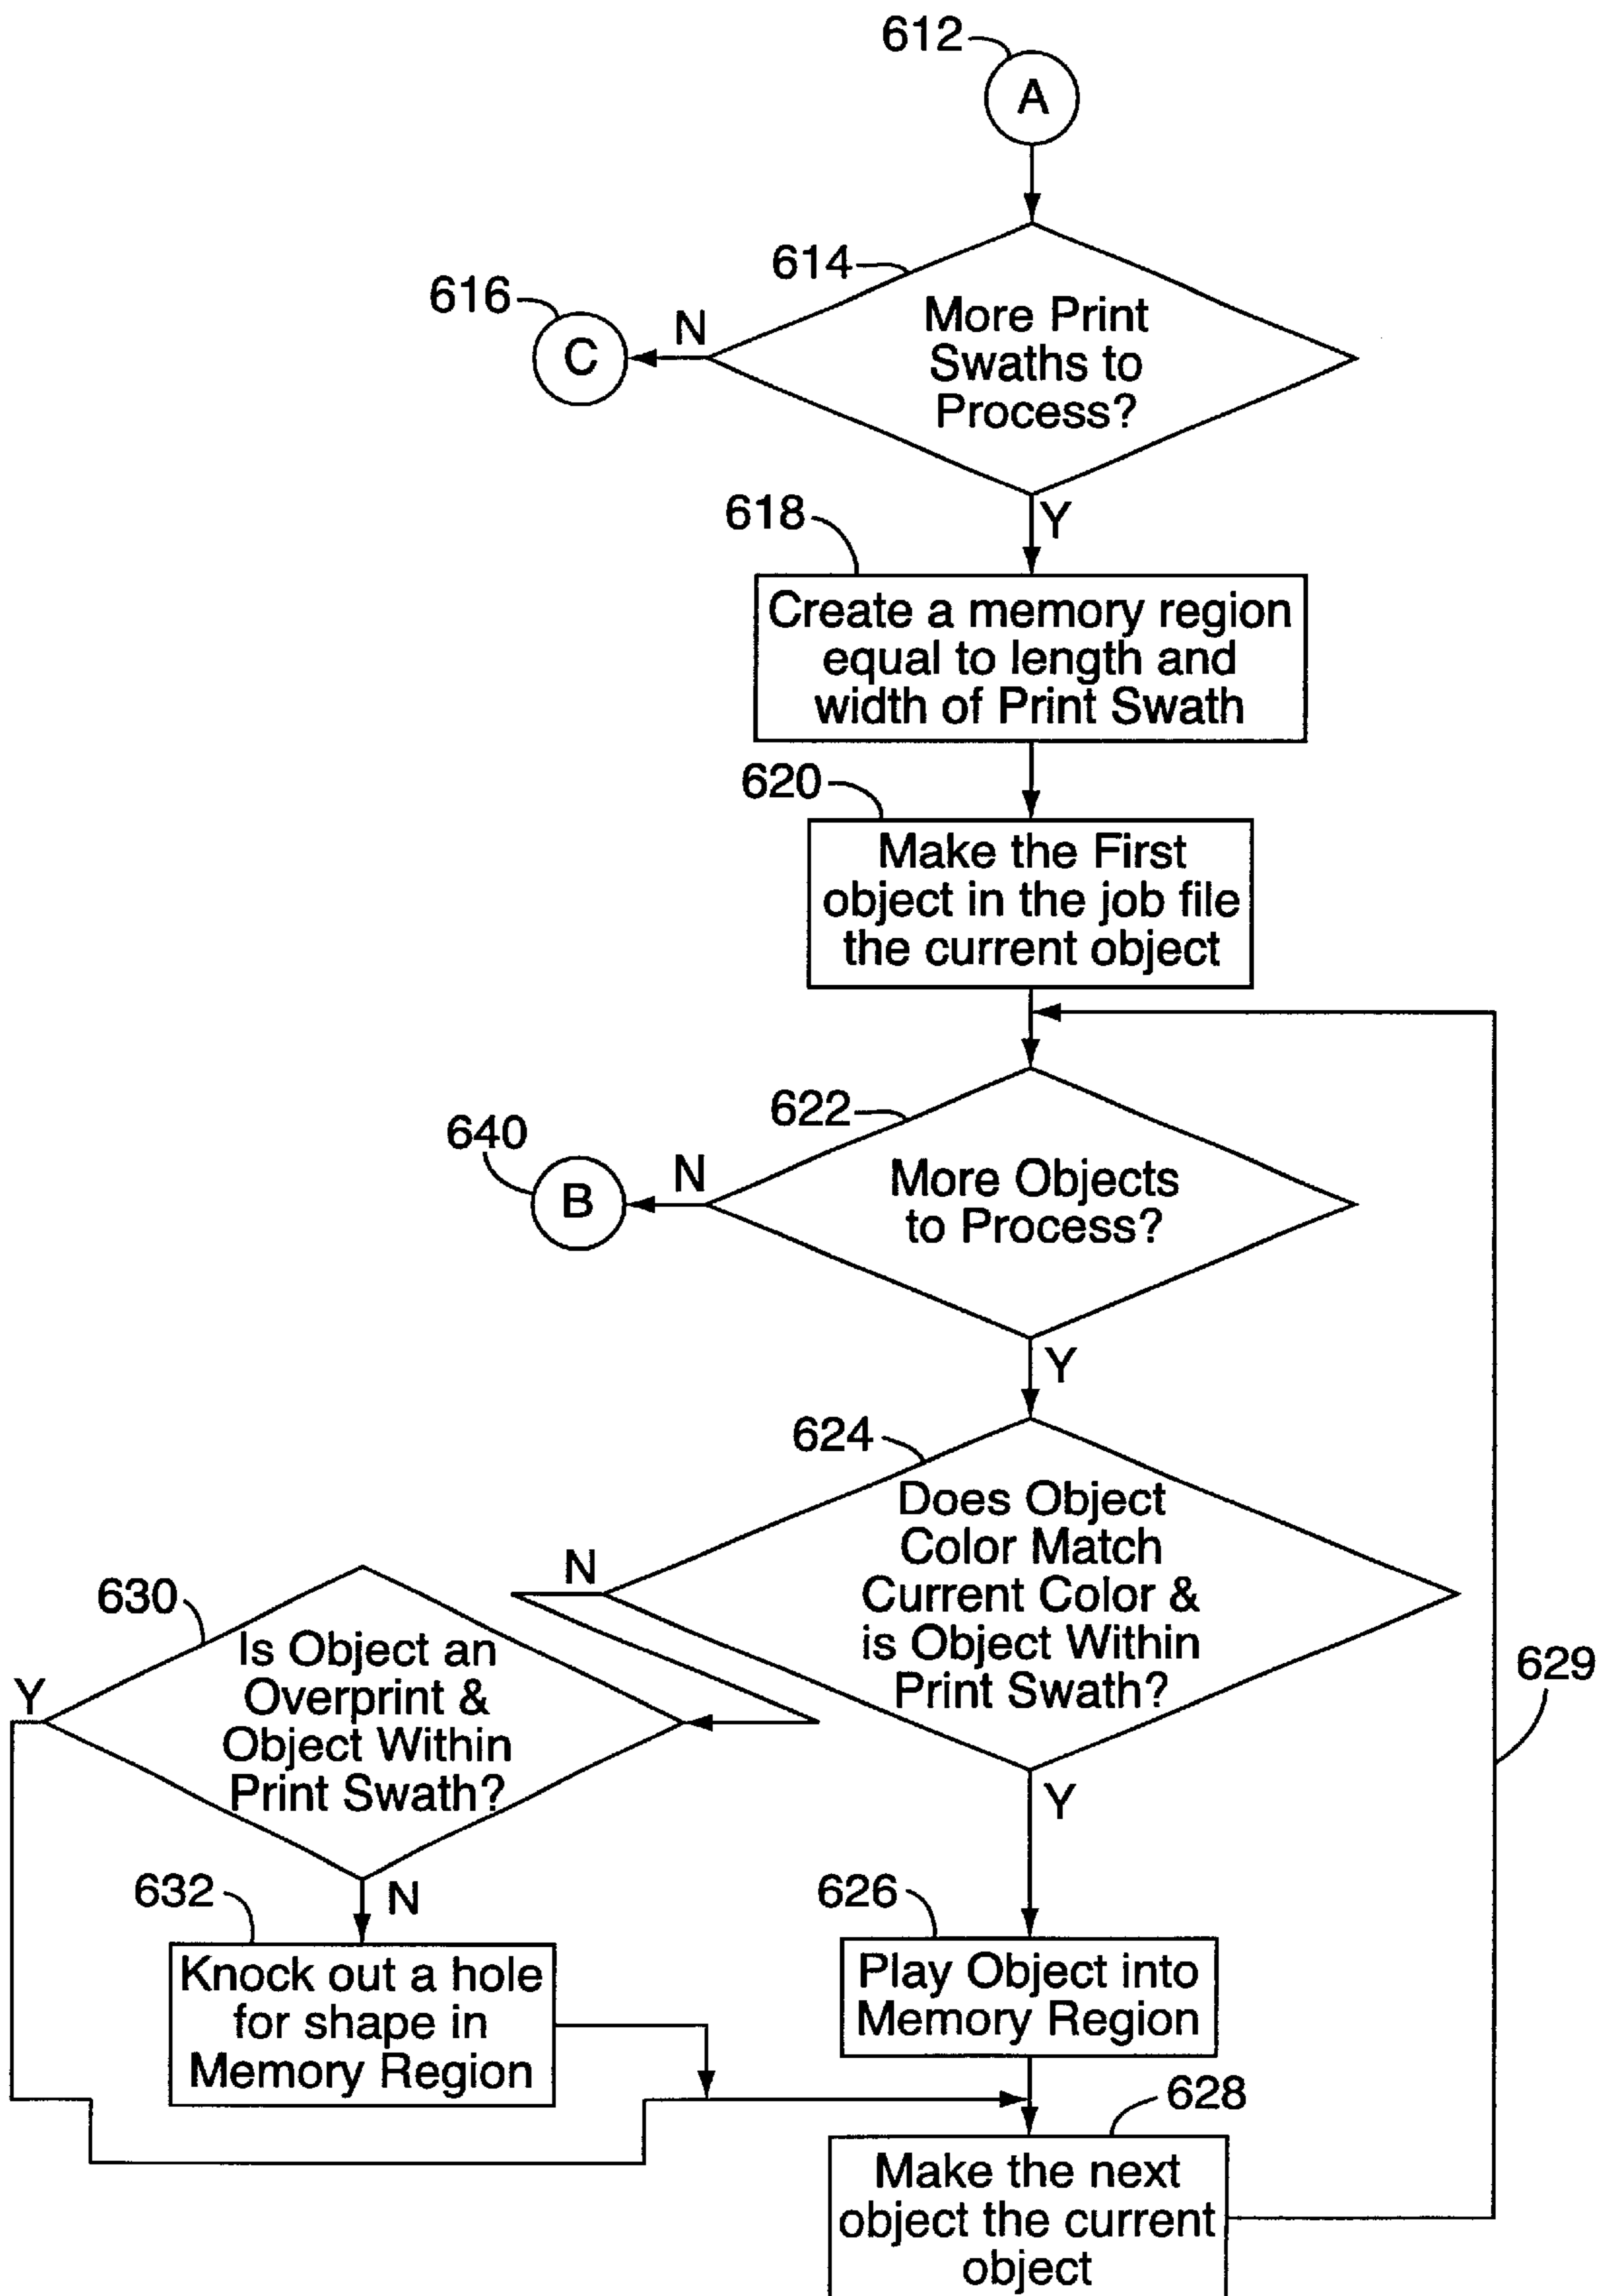 612
A
614
More Print
Swaths to
Process?
616
C
N
Y
618
Create a memory region
equal to length and
width of Print Swath
620
Make the First
object in the job file
the current object
622
More Objects
to Process?
640
B
N
Y
624
Does Object
Color Match
Current Color &
is Object Within
Print Swath?
N
630
Is Object an
Overprint &
Object Within
Print Swath?
Y
629
Y
N
632
Knock out a hole
for shape in
Memory Region
626
Play Object into
Memory Region
628
Make the next
object the current
object